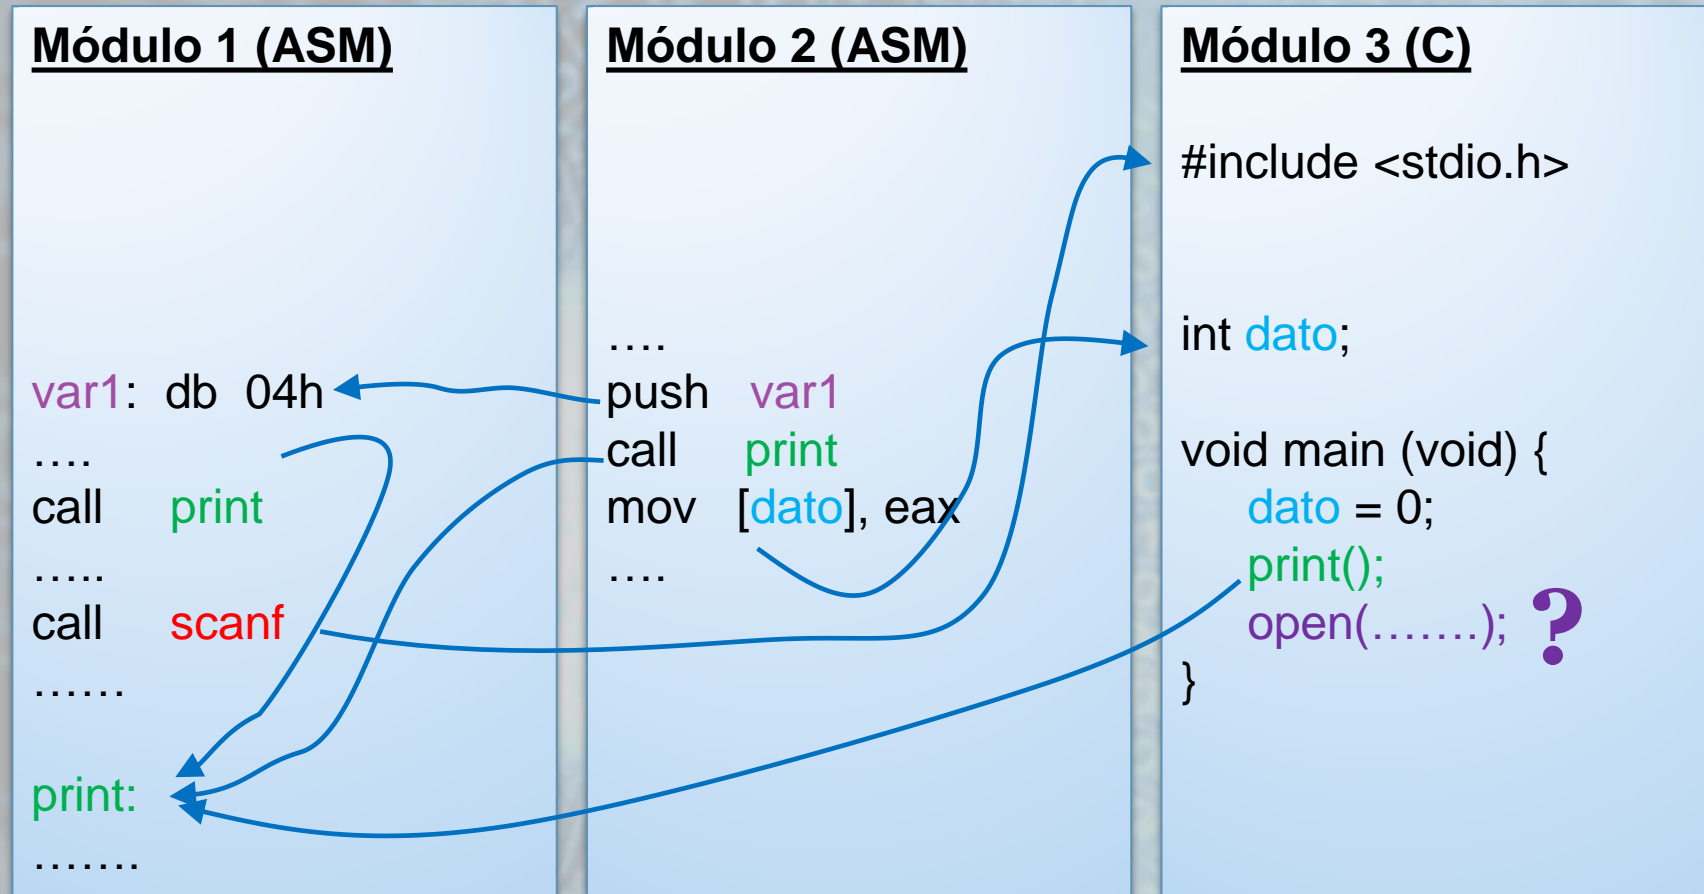 Módulo 1 (ASM)
var1: db 04h
….
call print
…..
call scanf
……
print:
…….
Módulo 2 (ASM)
….
push var1
call print
mov [dato], eax
….
Módulo 3 (C)
#include <stdio.h>
int dato;
void main (void) {
dato = 0;
print();
open(…….); ?
}